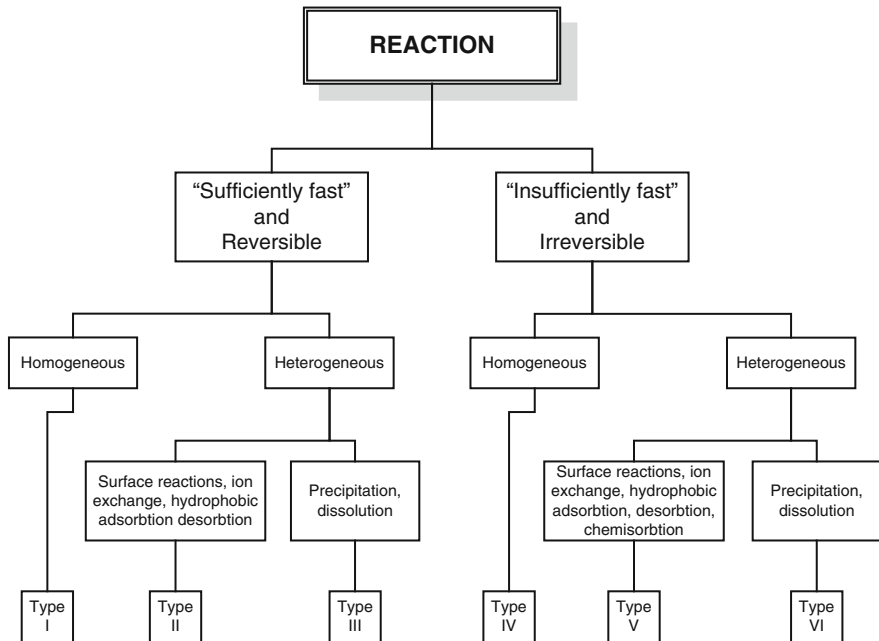 REACTION
“Sufficiently fast”
and
Reversible
“Insufficiently fast”
and
Irreversible
Homogeneous
Heterogeneous
Homogeneous
Heterogeneous
Surface reactions, ion
exchange, hydrophobic
adsorbtion desorbtion
Precipitation,
dissolution
Surface reactions, ion
exchange, hydrophobic
adsorbtion, desorbtion,
chemisorbtion
Precipitation,
dissolution
Type
I
Type
II
Type
III
Type
IV
Type
V
Type
VI